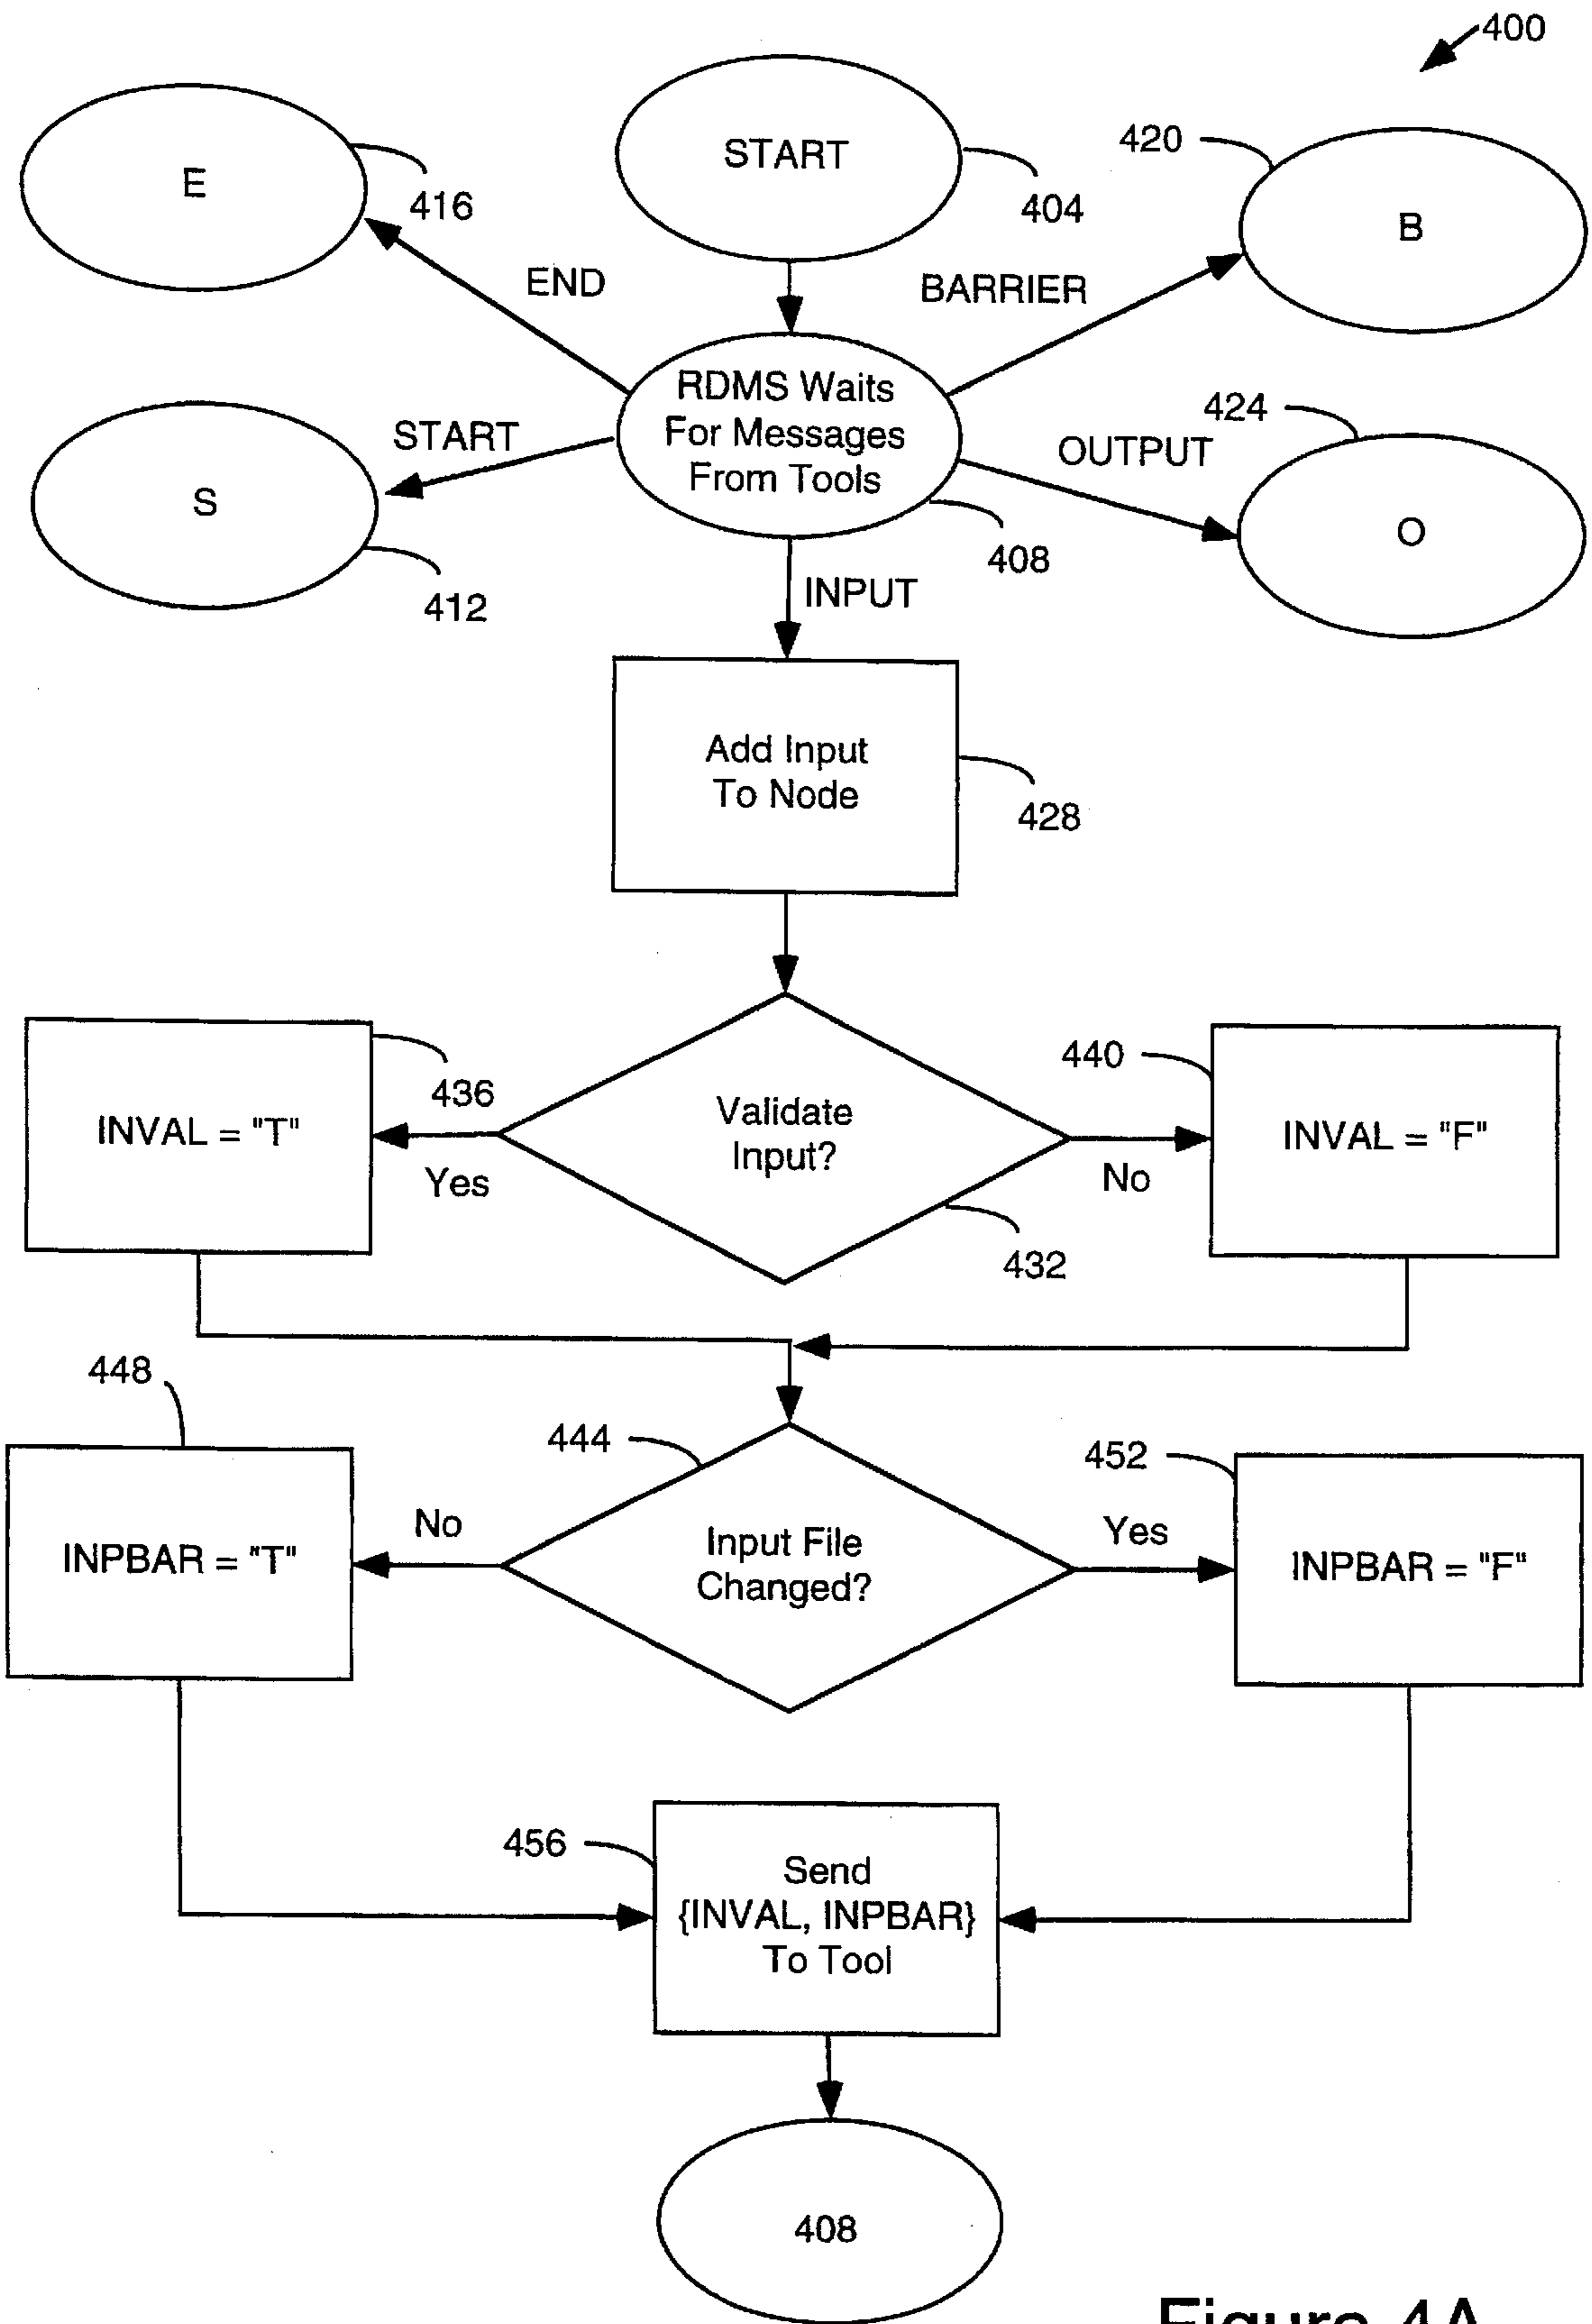 400
START
404
E
416
420
B
END
BARRIER
RDMS Waits
For Messages
From Tools
408
START
S
412
424
OUTPUT
O
INPUT
Add Input
To Node
428
INVAL = "T"
436
Yes
Validate
Input?
432
No
440
INVAL = "F"
448
INPBAR = "T"
No
444
Input File
Changed?
Yes
452
INPBAR = "F"
456
Send
{INVAL, INPBAR}
To Tool
408
Figure 4A